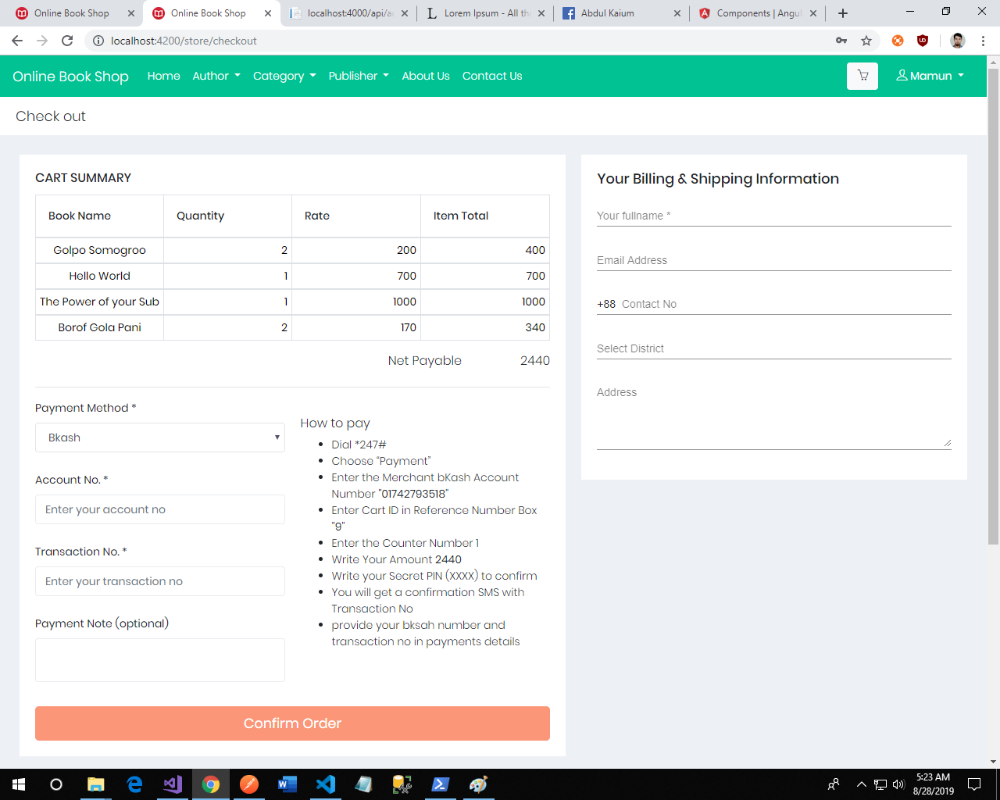 Online Book Shop
Online Book Shop
localhost:4000/api/a
Lorem Ipsum - All the
Abdul Kaium
Components | Angul
localhost:4200/store/checkout
Online Book Shop Home Author Category Publisher About Us Contact Us Mamun
Check out
CART SUMMARY
Book Name Quantity Rate Item Total
Golpo Somogroo 2 200 400
Hello World 1 700 700
The Power of your Sub 1 1000 1000
Borof Gola Pani 2 170 340
Net Payable 2440
Payment Method *
Bkash
Account No. *
Enter your account no
Transaction No. *
Enter your transaction no
Payment Note (optional)
How to pay
• Dial *247#
• Choose “Payment”
• Enter the Merchant bKash Account
Number "01742793518"
• Enter Cart ID in Reference Number Box
"9"
• Enter the Counter Number 1
• Write Your Amount 2440
• Write your Secret PIN (XXXX) to confirm
• You will get a confirmation SMS with
Transaction No
• provide your bksah number and
transaction no in payments details
Confirm Order
Your Billing & Shipping Information
Your fullname *
Email Address
+88 Contact No
Select District
Address
5:23 AM
8/28/2019